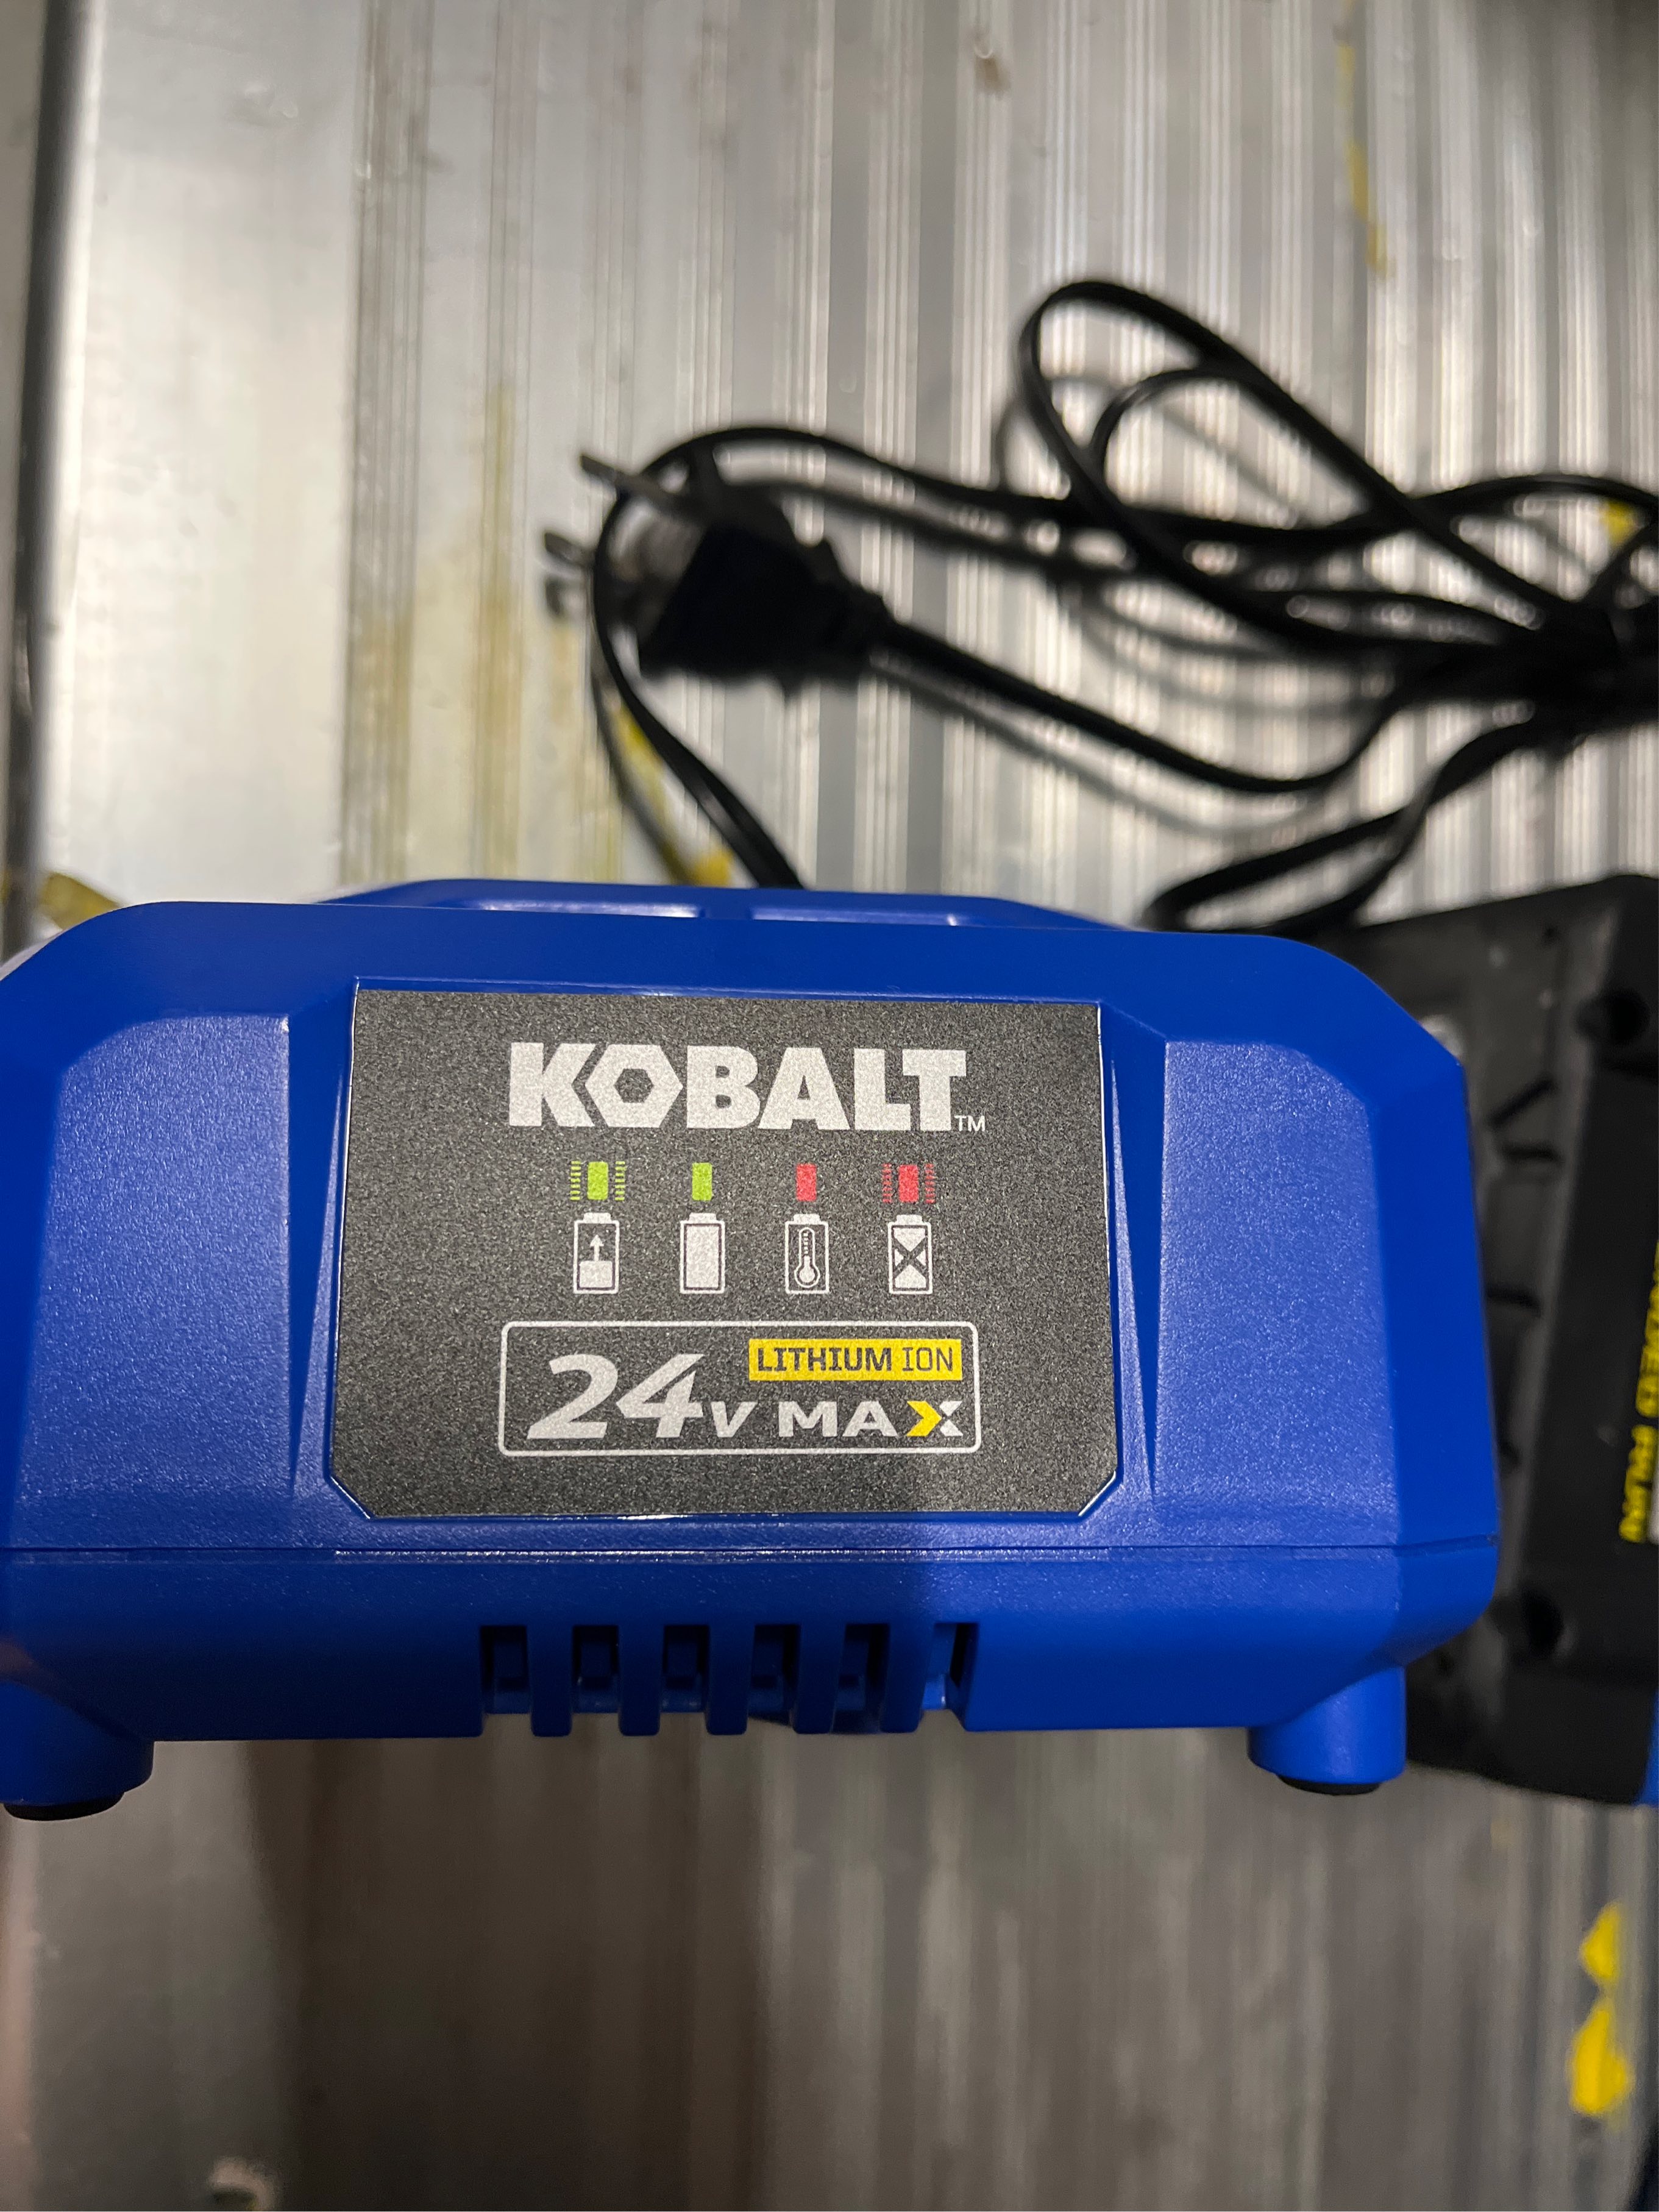 KOBALT™
LITHIUM ION
24V MAX